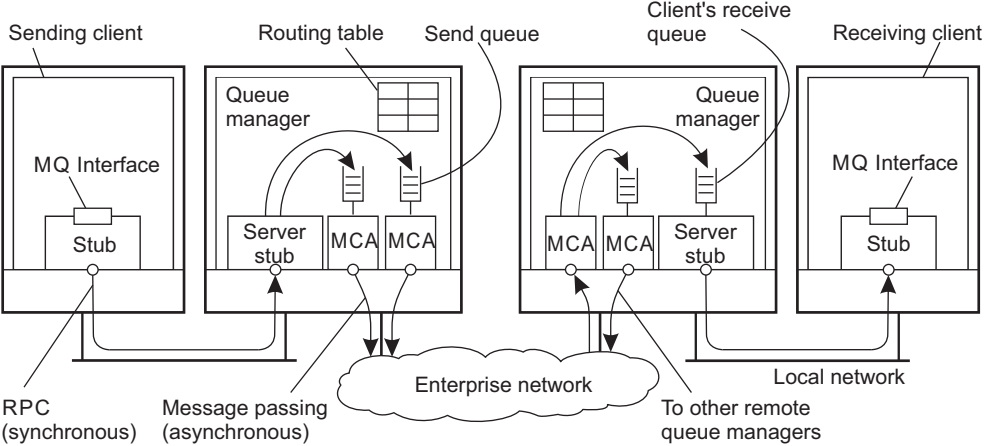 Sending client
Routing table
Send queue
Client's receive
queue
Receiving client
Queue
manager
Queue
manager
MQ Interface
MQ Interface
Stub
Server
stub
MCA
MCA
MCA
MCA
Server
stub
Stub
Enterprise network
Local network
RPC
(synchronous)
Message passing
(asynchronous)
To other remote
queue managers